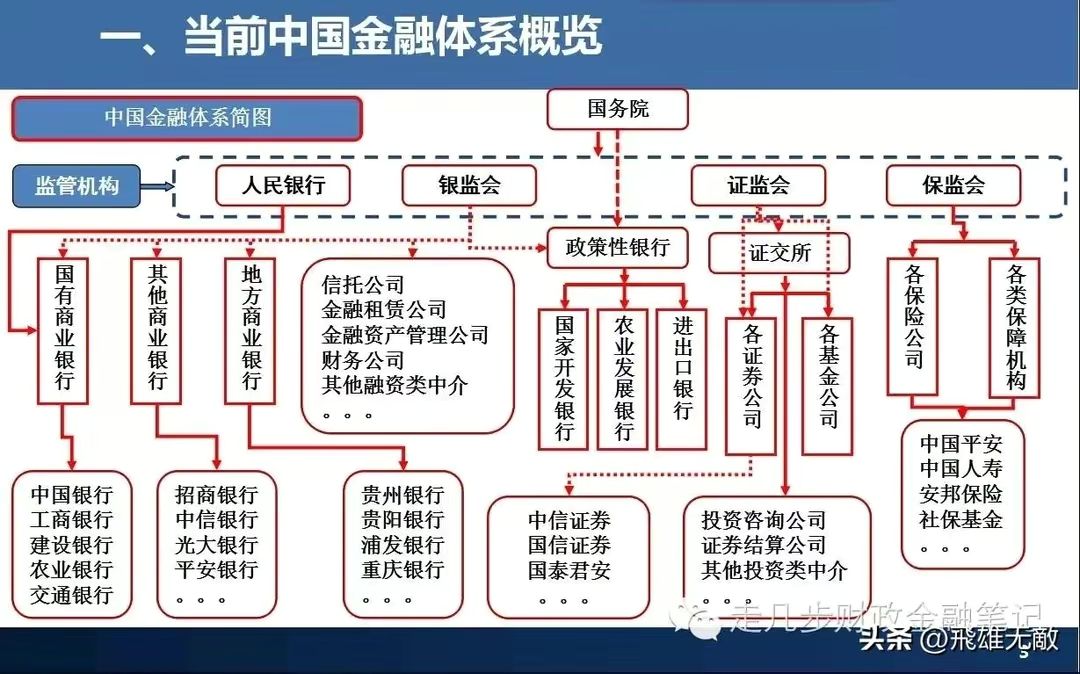 一、当前中国金融体系概览
中国金融体系简图
国务院
监管机构
人民银行
银监会
证监会
保监会
政策性银行
证交所
国有商业银行
其他商业银行
地方商业银行
信托公司
金融租赁公司
金融资产管理公司
财务公司
其他融资类中介
。。。
国家开发银行
农业发展银行
进出口银行
各证券公司
各基金公司
各保险公司
各类保障机构
中国银行
工商银行
建设银行
农业银行
交通银行
招商银行
中信银行
光大银行
平安银行
。。。
贵州银行
贵阳银行
浦发银行
重庆银行
。。。
中信证券
国信证券
国泰君安
。。。
投资咨询公司
证券结算公司
其他投资类中介
。。。
中国平安
中国人寿
安邦保险
社保基金
。。。
走几步财政金融笔记
头条 @飛雄无敵
5